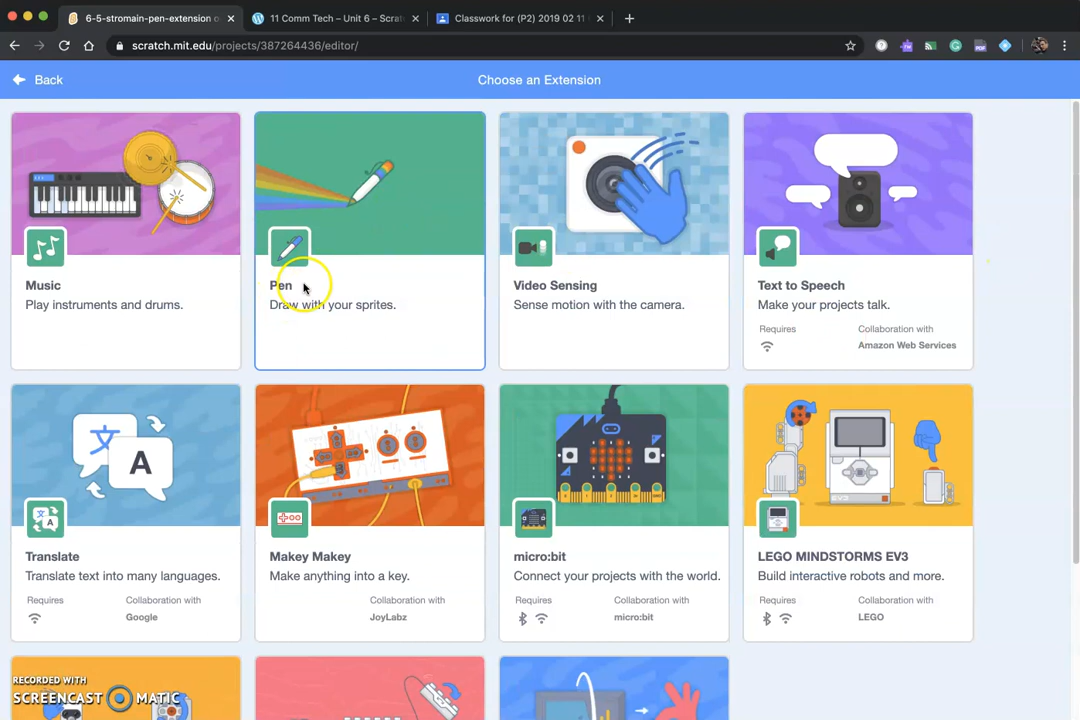 6-5-stromain-pen-extension o
11 Comm Tech – Unit 6 – Scrat
Classwork for (P2) 2019 02 11
scratch.mit.edu/projects/387264436/editor/
Back
Choose an Extension
Music
Play instruments and drums.
Pen
Draw with your sprites.
Video Sensing
Sense motion with the camera.
Text to Speech
Make your projects talk.
Requires
Collaboration with
Amazon Web Services
文
A
文
A
Translate
Translate text into many languages.
Requires
Collaboration with
Google
Makey Makey
Make anything into a key.
Collaboration with
JoyLabz
micro:bit
Connect your projects with the world.
Requires
Collaboration with
micro:bit
EV3
LEGO MINDSTORMS EV3
Build interactive robots and more.
Requires
Collaboration with
LEGO
RECORDED WITH
SCREENCAST MATIC